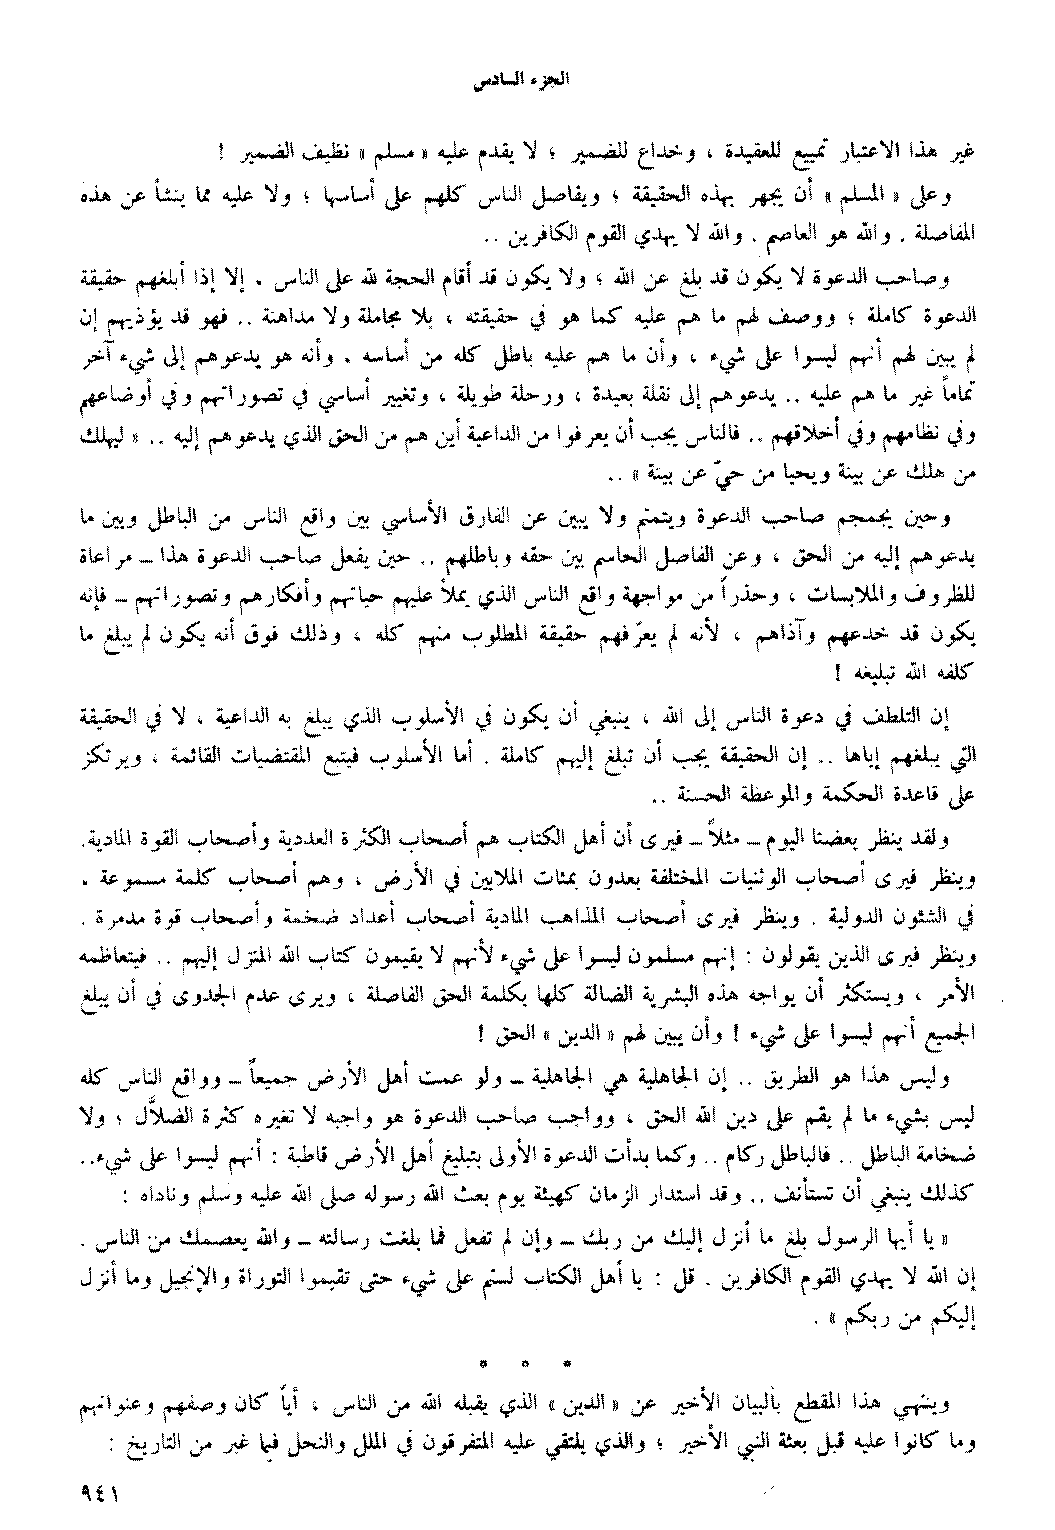 الجزء السادس
غير هذا الاعتبار تمييع للعقيدة ، وخداع للضمير ؛ لا يقدم عليه « مسلم » نظيف الضمير !
وعلى « المسلم » أن يجهر بهذه الحقيقة ؛ ويفاصل الناس كلهم على أساسها ؛ ولا عليه مما ينشأ عن هذه
المفاصلة . والله هو العاصم . والله لا يهدي القوم الكافرين ..
وصاحب الدعوة لا يكون قد بلغ عن الله ؛ ولا يكون قد أقام الحجة لله على الناس . إلا إذا أبلغهم حقيقة
الدعوة كاملة ؛ ووصف لهم ما هم عليه كما هو في حقيقته ، بلا مجاملة ولا مداهنة .. فهو قد يؤذيهم إن
لم يبين لهم أنهم ليسوا على شيء ، وأن ما هم عليه باطل كله من أساسه . وأنه هو يدعوهم إلى شيء آخر
تماماً غير ما هم عليه .. يدعوهم إلى نقلة بعيدة ، ورحلة طويلة ، وتغيير أساسي في تصوراتهم وفي أوضاعهم
وفي نظامهم وفي أخلاقهم .. فالناس يجب أن يعرفوا من الداعية أين هم من الحق الذي يدعوهم إليه .. « ليهلك
من هلك عن بينة ويحيا من حيّ عن بينة » ..
وحين يجمجم صاحب الدعوة ويتمتم ولا يبين عن الفارق الأساسي بين واقع الناس من الباطل وبين ما
يدعوهم إليه من الحق ، وعن الفاصل الحاسم بين حقه وباطلهم .. حين يفعل صاحب الدعوة هذا – مراعاة
للظروف والملابسات ، وحذراً من مواجهة واقع الناس الذي يملأ عليهم حياتهم وأفكارهم وتصوراتهم – فإنه
يكون قد خدعهم وآذاهم ، لأنه لم يعرّفهم حقيقة المطلوب منهم كله ، وذلك فوق أنه يكون لم يبلغ ما
كلفه الله تبليغه !
إن التلطف في دعوة الناس إلى الله ، ينبغي أن يكون في الأسلوب الذي يبلغ به الداعية ، لا في الحقيقة
التي يبلغهم إياها .. إن الحقيقة يجب أن تبلغ إليهم كاملة . أما الأسلوب فيتبع المقتضيات القائمة ، ويرتكز
على قاعدة الحكمة والموعظة الحسنة ..
ولقد ينظر بعضنا اليوم – مثلاً – فيرى أن أهل الكتاب هم أصحاب الكثرة العددية وأصحاب القوة المادية.
وينظر فيرى أصحاب الوثنيات المختلفة يعدون بمئات الملايين في الأرض ، وهم أصحاب كلمة مسموعة .
في الشئون الدولية . وينظر فيرى أصحاب المذاهب المادية أصحاب أعداد ضخمة وأصحاب قوة مدمرة .
وينظر فيرى الذين يقولون : إنهم مسلمون ليسوا على شيء لأنهم لا يقيمون كتاب الله المنزل إليهم .. فيتعاظمه
الأمر ، ويستكثر أن يواجه هذه البشرية الضالة كلها بكلمة الحق الفاصلة ، ويرى عدم الجدوى في أن يبلغ
الجميع أنهم ليسوا على شيء ! وأن يبين لهم « الدين » الحق !
وليس هذا هو الطريق .. إن الجاهلية هي الجاهلية – ولو عمت أهل الأرض جميعاً – وواقع الناس كله
ليس بشيء ما لم يقم على دين الله الحق ، وواجب صاحب الدعوة هو واجبه لا تغيره كثرة الضلاّل ؛ ولا
ضخامة الباطل .. فالباطل ركام .. وكما بدأت الدعوة الأولى بتبليغ أهل الأرض قاطبة : أنهم ليسوا على شيء..
كذلك ينبغي أن تستأنف .. وقد استدار الزمان كهيئة يوم بعث الله رسوله صلى الله عليه وسلم وناداه :
« يا أيها الرسول بلغ ما أنزل إليك من ربك – وإن لم تفعل فما بلغت رسالته – والله يعصمك من الناس .
إن الله لا يهدي القوم الكافرين . قل : يا أهل الكتاب لستم على شيء حتى تقيموا التوراة والإنجيل وما أنزل
إليكم من ربكم » .
* * *
وينتهي هذا المقطع بالبيان الأخير عن « الدين » الذي يقبله الله من الناس ، أياً كان وصفهم وعنوانهم
وما كانوا عليه قبل بعثة النبي الأخير ؛ والذي يلتقي عليه المتفرقون في الملل والنحل فيما غبر من التاريخ :
٩٤١